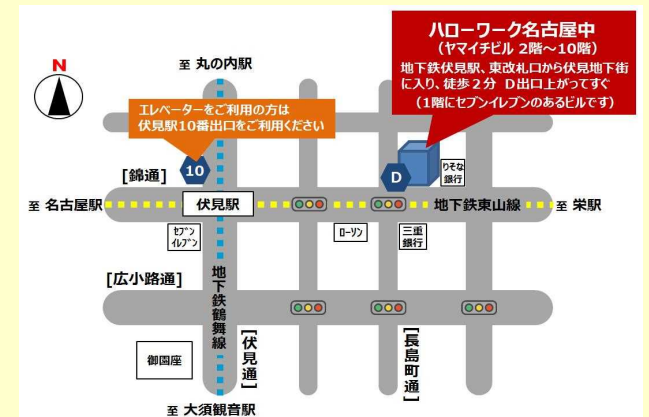 ハローワーク名古屋中
（ヤマイチビル 2階～10階）
地下鉄伏見駅、東改札口から伏見地下街
に入り、徒歩２分 Ｄ出口上がってすぐ
（１階にセブンイレブンのあるビルです）
N
至 丸の内駅
エレベーターをご利用の方は
伏見駅10番出口をご利用ください
[錦通]
10
D
りそな
銀行
至 名古屋駅
伏見駅
地下鉄東山線
至 栄駅
ｾﾌﾞﾝ
ｲﾚﾌﾞﾝ
ﾛｰｿﾝ
三重
銀行
[広小路通]
地下鉄鶴舞線
御園座
[伏見通]
[長島町通]
至 大須観音駅